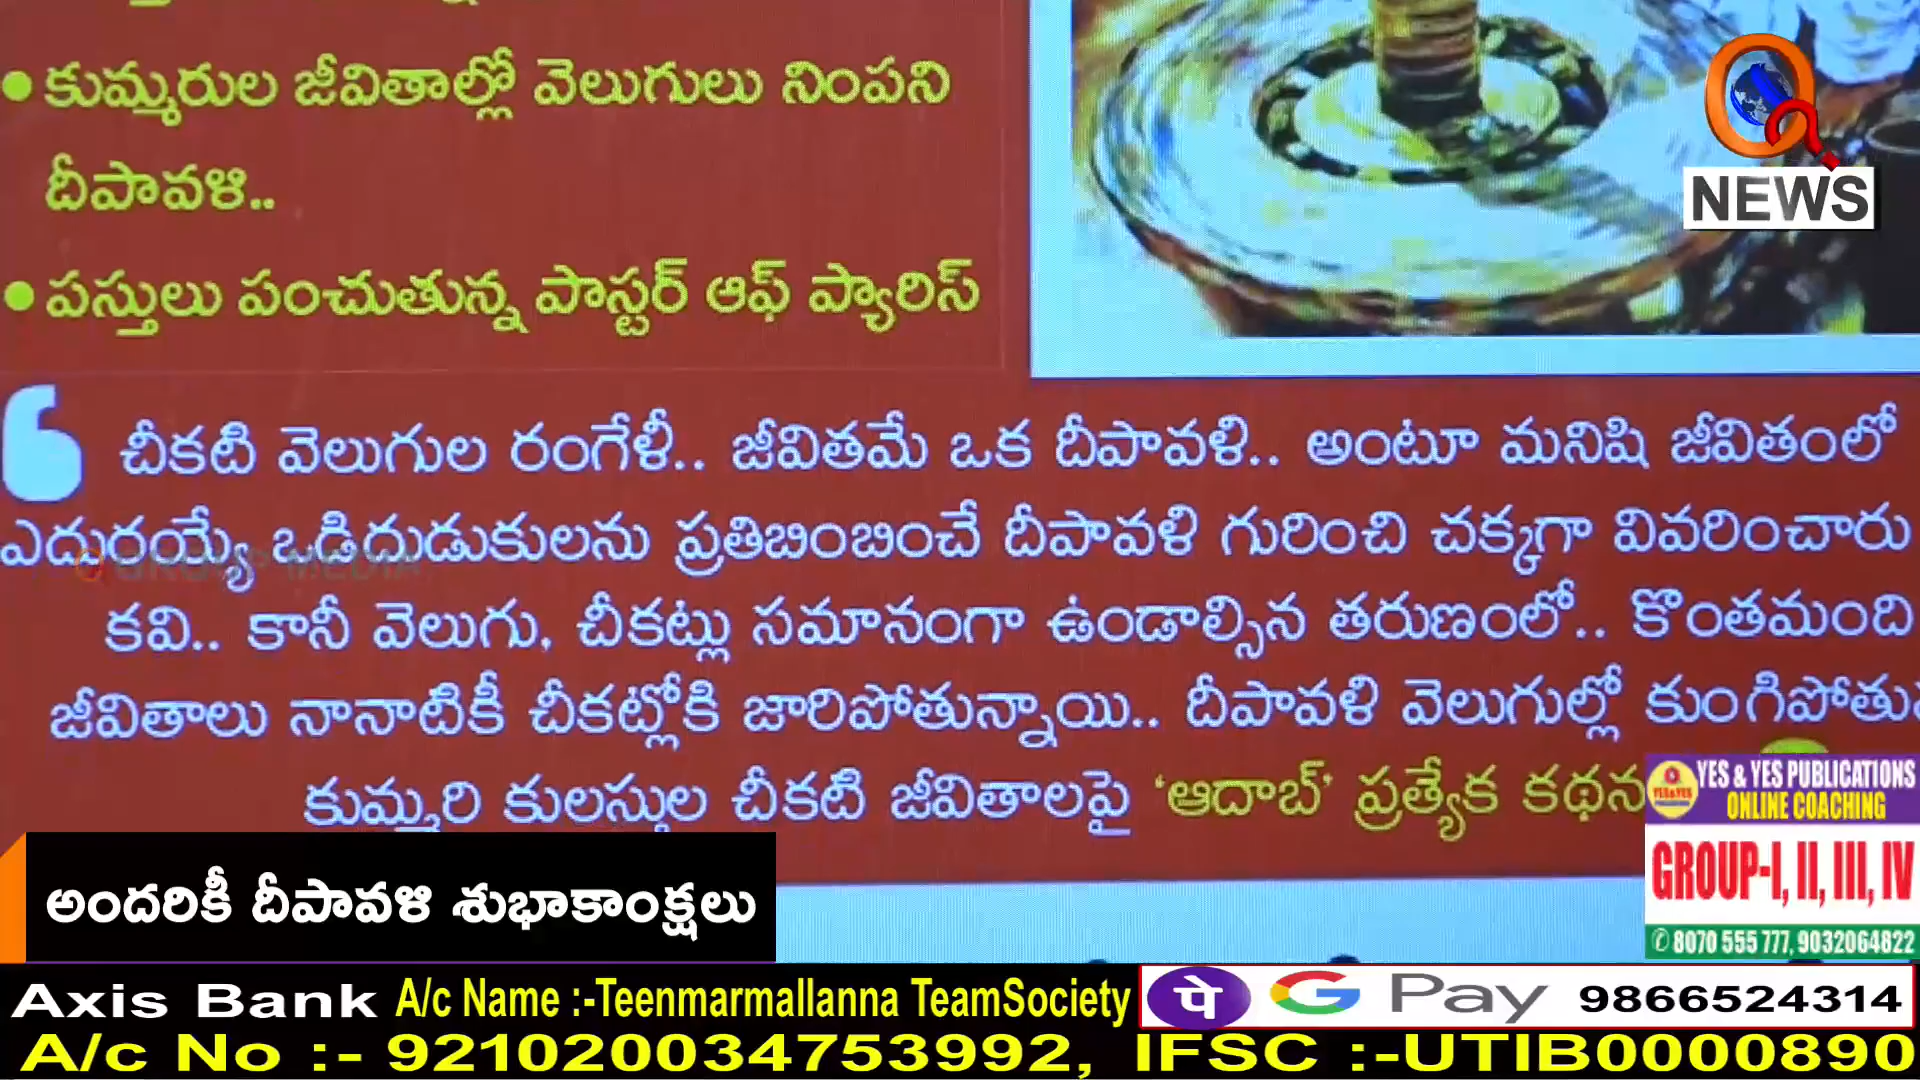 • కుమ్మరుల జీవితాల్లో వెలుగులు నింపని
దీపావళి..
• పస్తులు పంచుతున్న పాస్టర్ ఆఫ్ ప్యారిస్
NEWS
చీకటి వెలుగుల రంగేళీ.. జీవితమే ఒక దీపావళి.. అంటూ మనిషి జీవితంలో
ఎదురయ్యే ఒడిదుడుకులను ప్రతిబింబించే దీపావళి గురించి చక్కగా వివరించారు
కవి.. కానీ వెలుగు, చీకట్లు సమానంగా ఉండాల్సిన తరుణంలో.. కొంతమంది
జీవితాలు నానాటికీ చీకట్లోకి జారిపోతున్నాయి.. దీపావళి వెలుగుల్లో
కుమ్మరి కులస్తుల చీకటి జీవితాలపై ‘ఆదాబ్’ ప్రత్యేక
Q GROUP MEDIA
YES & YES PUBLICATIONS
ONLINE COACHING
GROUP-I, II, III, IV
✆ 8070 555 777, 9032064822
అందరికీ దీపావళి శుభాకాంక్షలు
Axis Bank A/c Name :-Teenmarmallanna TeamSociety
पे G Pay 9866524314
A/c No :- 921020034753992, IFSC :-UTIB0000890